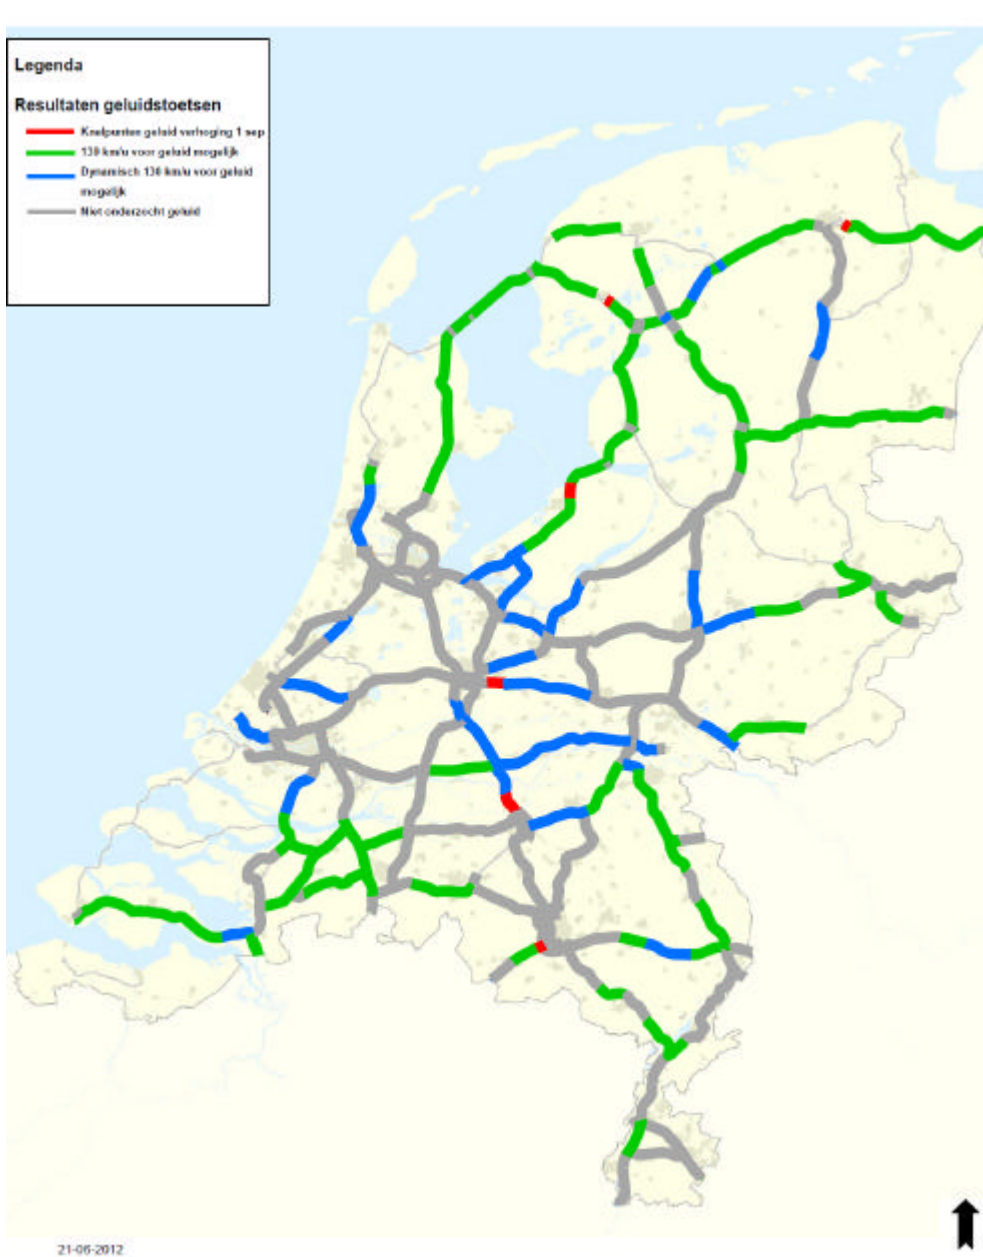 Legenda
Resultaten geluidstoetsen
Knelpunten geluid verhoging 1 sep
130 km/u voor geluid mogelijk
Dynamisch 130 km/u voor geluid
mogelijk
Niet onderzocht geluid
21-06-2012